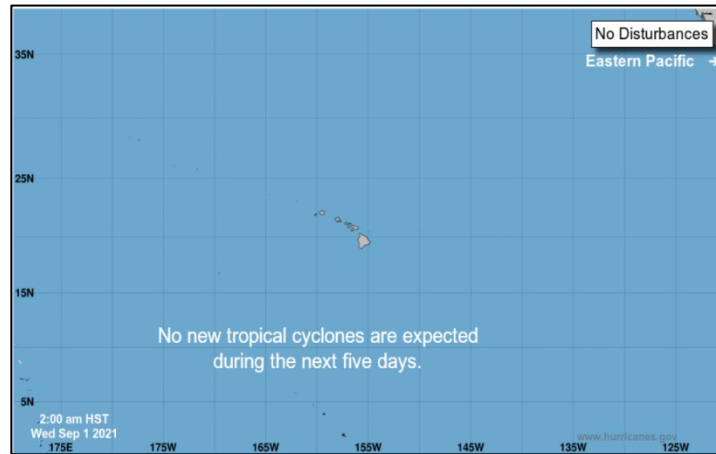 No Disturbances
Eastern Pacific →
35N
25N
15N
No new tropical cyclones are expected
during the next five days.
5N
2:00 am HST
Wed Sep 1 2021
www.hurricanes.gov
175E 175W 165W 155W 145W 135W 125W